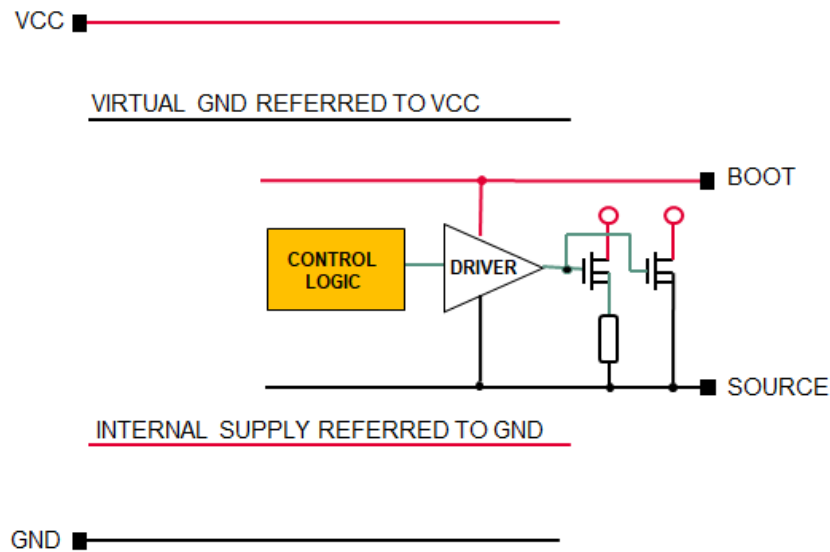 VCC
VIRTUAL GND REFERRED TO VCC
BOOT
CONTROL
LOGIC
DRIVER
SOURCE
INTERNAL SUPPLY REFERRED TO GND
GND